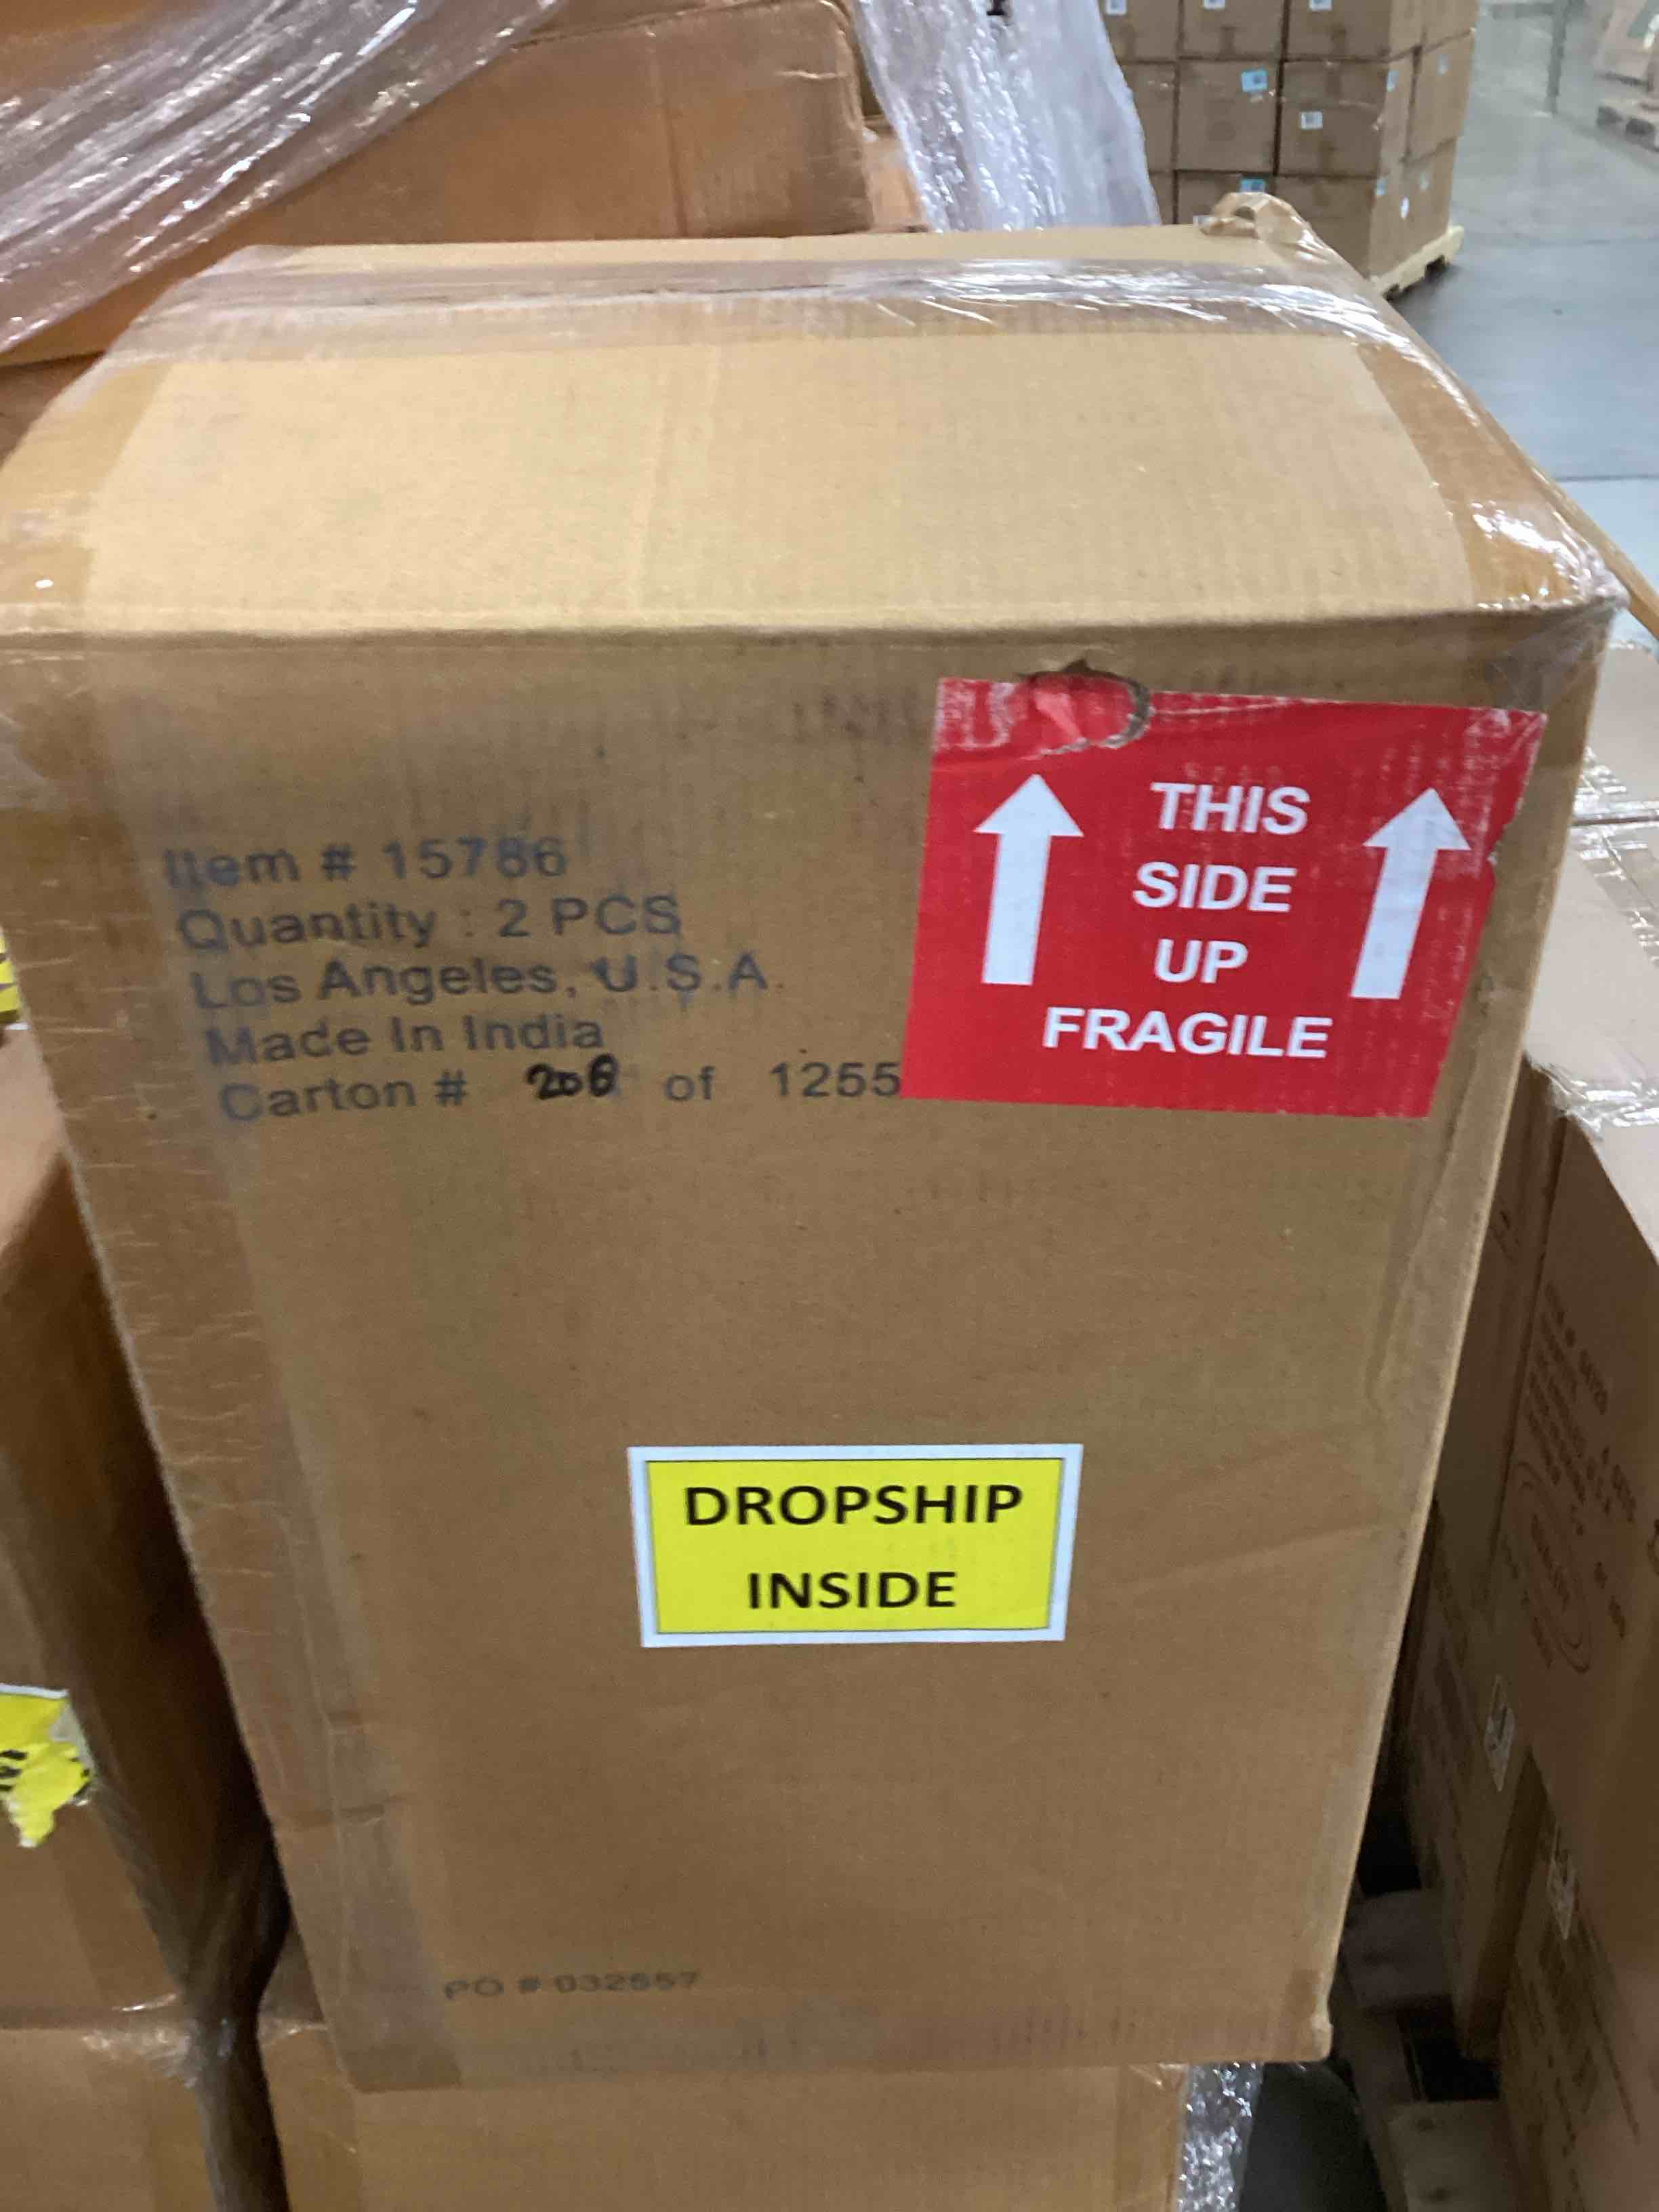 Item # 15786
Quantity : 2 PCS
Los Angeles, U.S.A.
Made In India
Carton # 208 of 1255
THIS
SIDE
UP
FRAGILE
DROPSHIP
INSIDE
PO # 032557